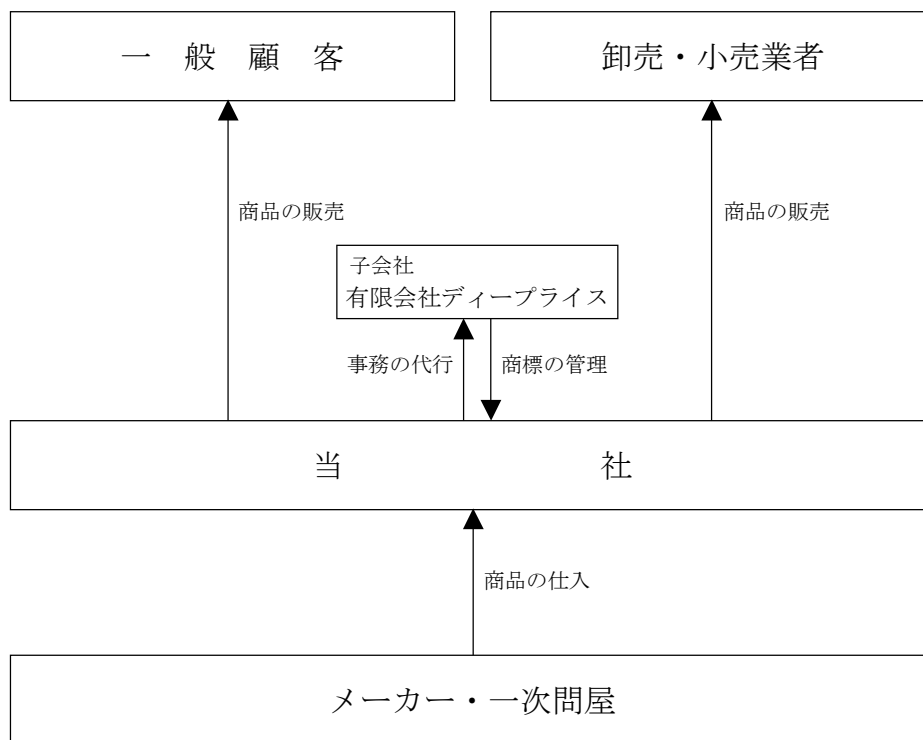 一般顧客
卸売・小売業者
商品の販売
商品の販売
子会社
有限会社ディープライス
事務の代行
商標の管理
当社
商品の仕入
メーカー・一次問屋